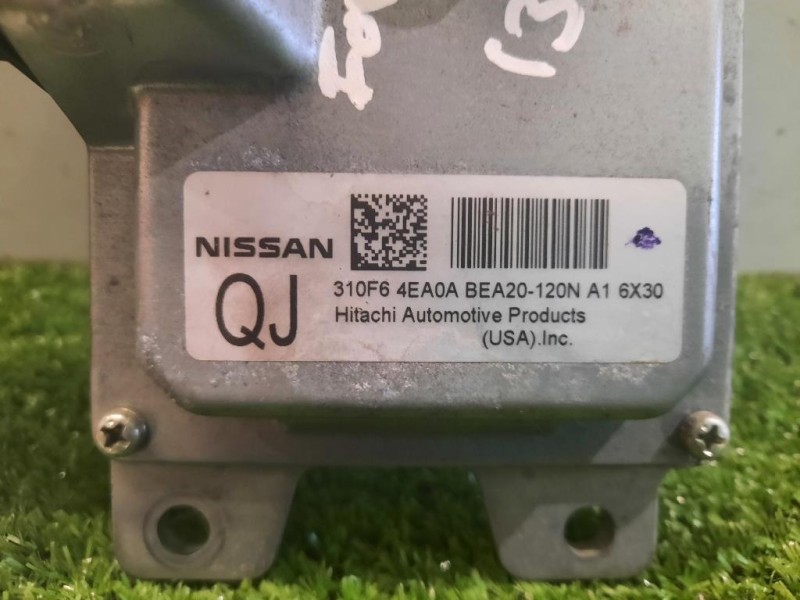 NISSAN
QJ
310F6 4EA0A BEA20-120N A1 6X30
Hitachi Automotive Products
(USA).Inc.